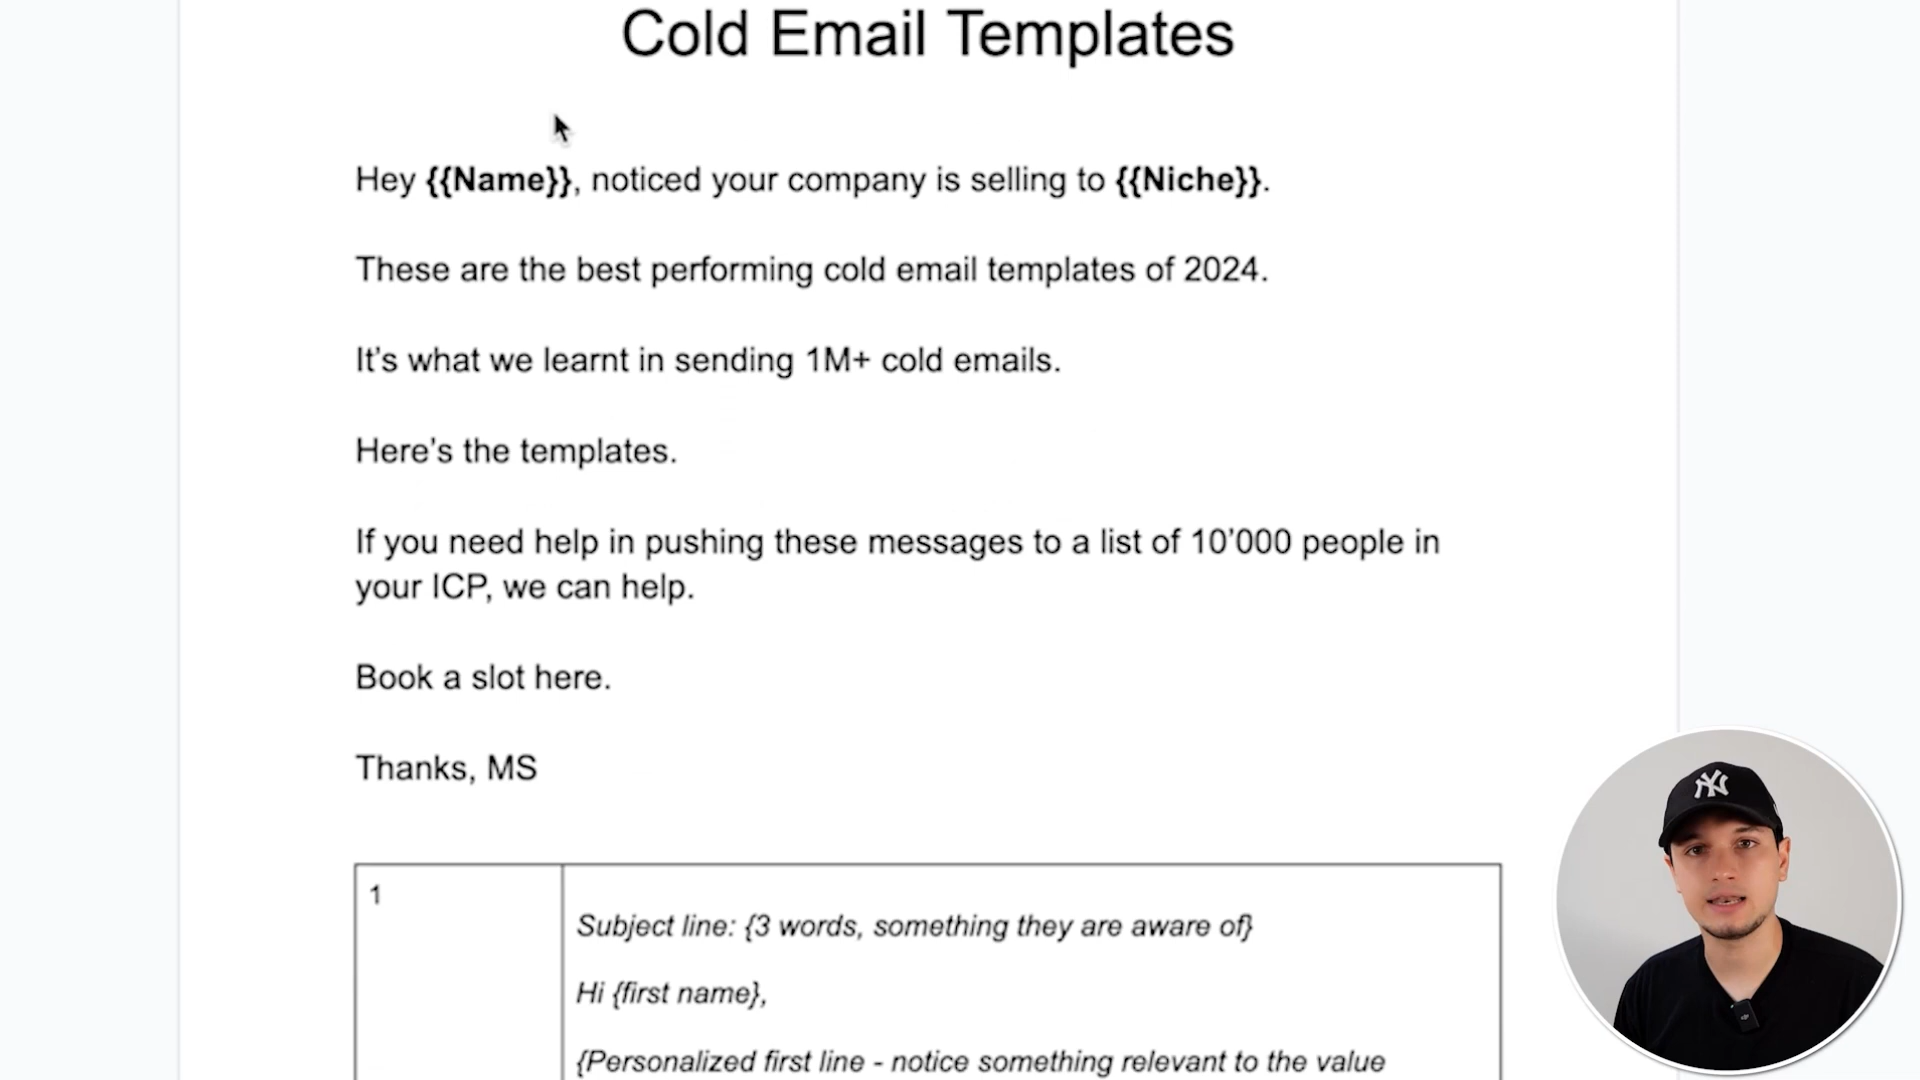 Cold Email Templates
Hey {{Name}}, noticed your company is selling to {{Niche}}.
These are the best performing cold email templates of 2024.
It’s what we learnt in sending 1M+ cold emails.
Here’s the templates.
If you need help in pushing these messages to a list of 10’000 people in
your ICP, we can help.
Book a slot here.
Thanks, MS
1
Subject line: {3 words, something they are aware of}
Hi {first name},
{Personalized first line - notice something relevant to the value
NY